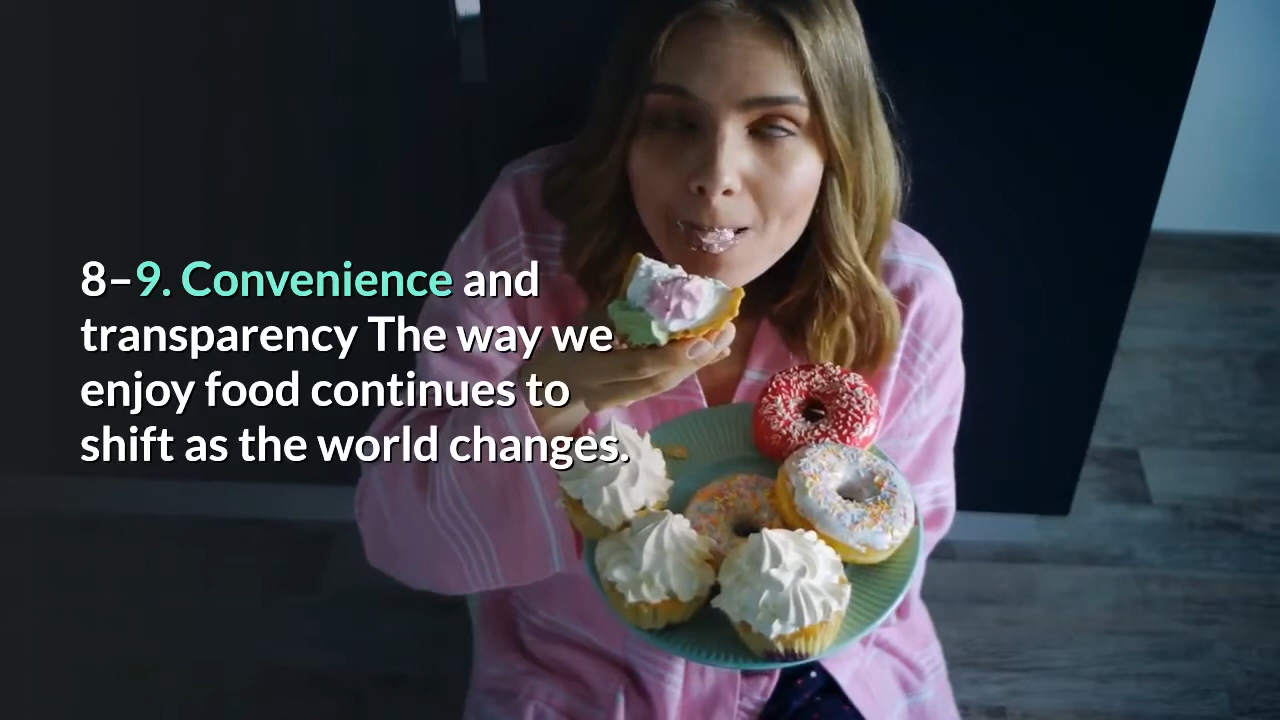 8–9. Convenience and
transparency The way we
enjoy food continues to
shift as the world changes.